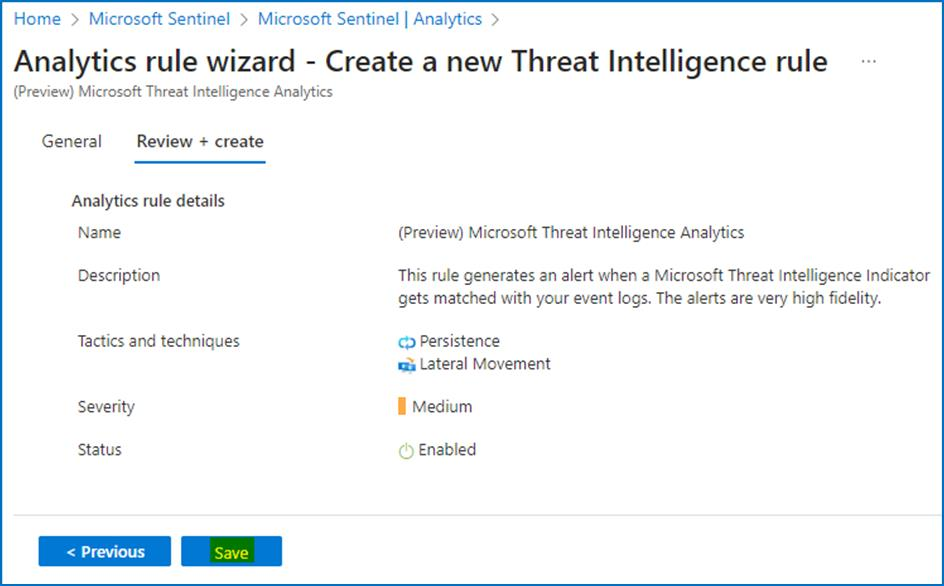 Home > Microsoft Sentinel > Microsoft Sentinel | Analytics >
Analytics rule wizard - Create a new Threat Intelligence rule ...
(Preview) Microsoft Threat Intelligence Analytics
General Review + create
Analytics rule details
Name (Preview) Microsoft Threat Intelligence Analytics
Description This rule generates an alert when a Microsoft Threat Intelligence Indicator
gets matched with your event logs. The alerts are very high fidelity.
Tactics and techniques Persistence
Lateral Movement
Severity Medium
Status Enabled
< Previous Save